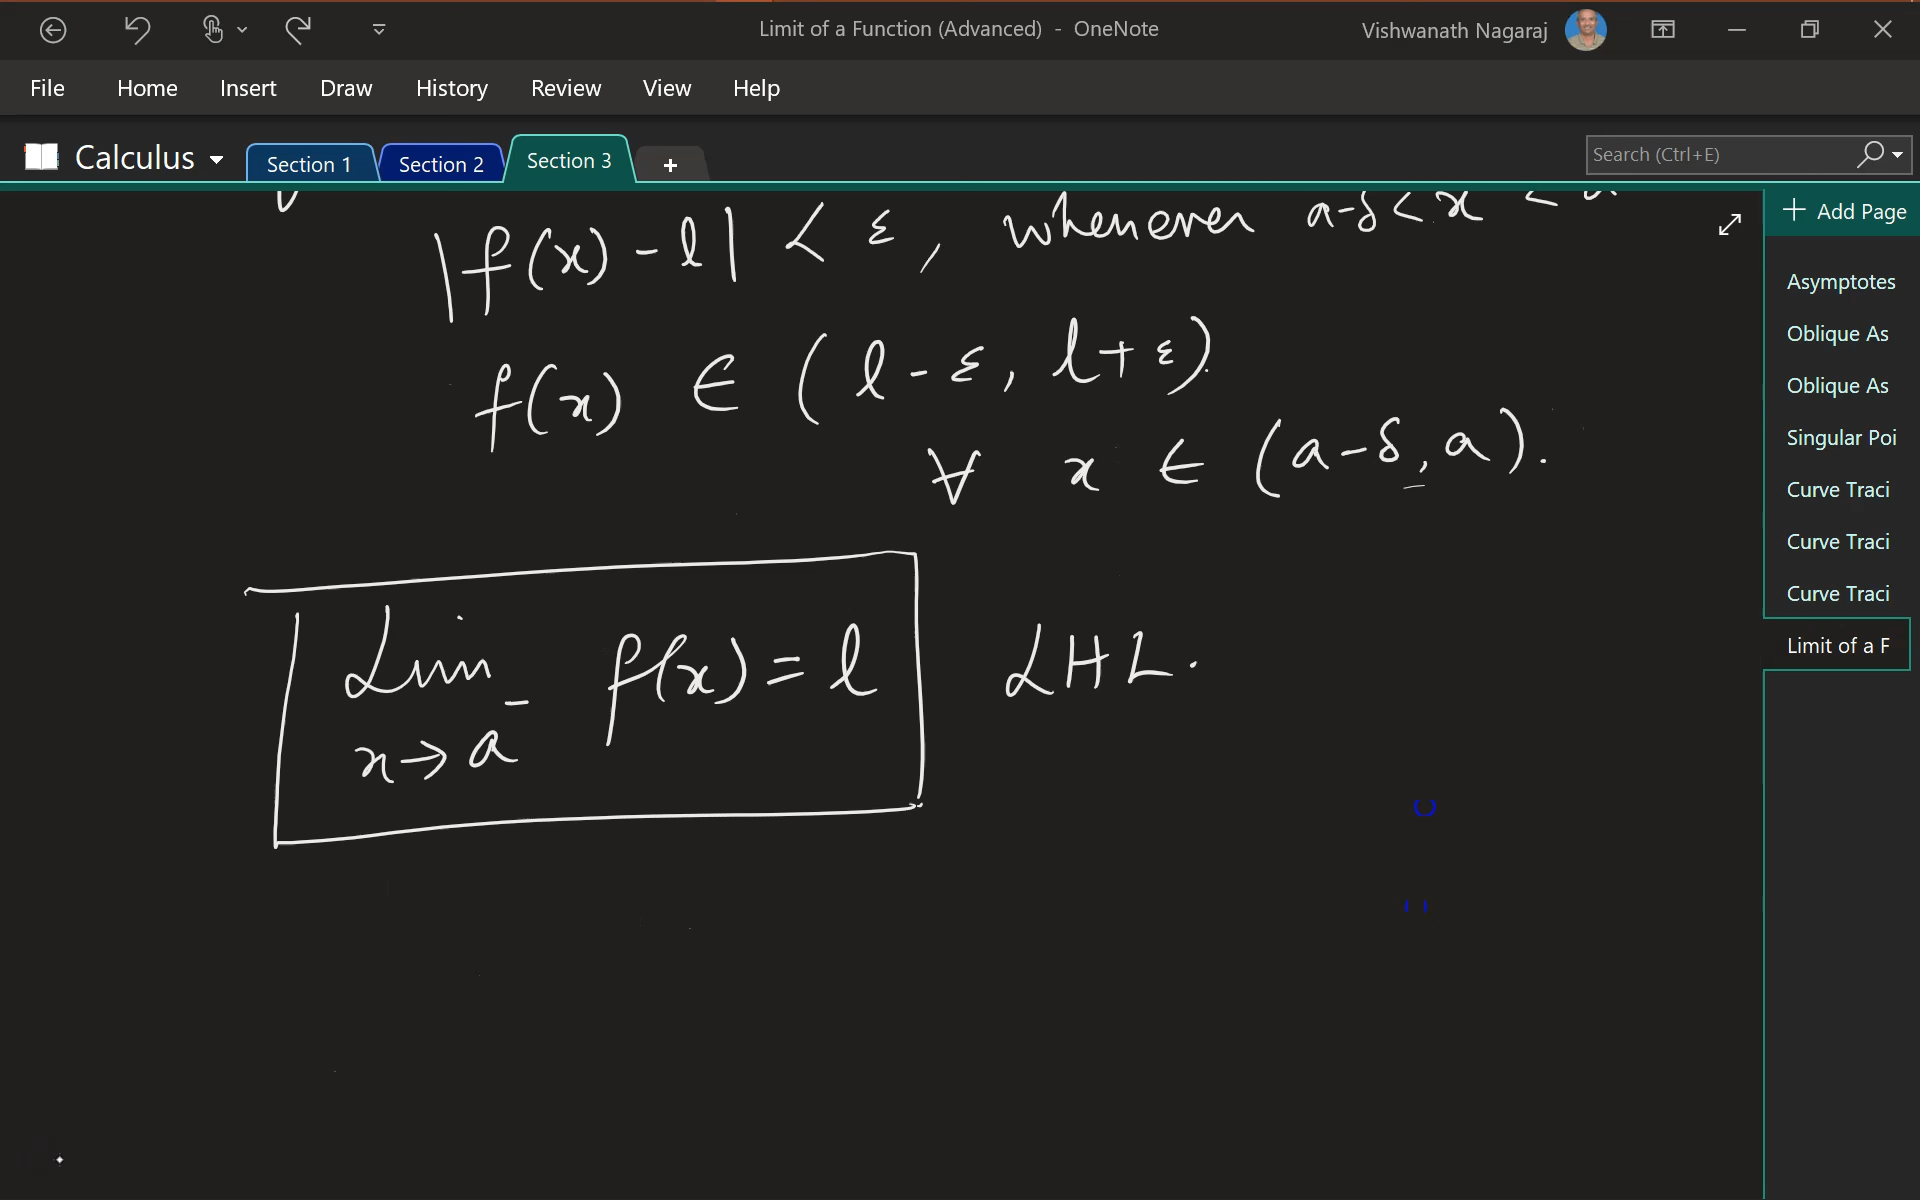 Limit of a Function (Advanced) - OneNote
Vishwanath Nagaraj
File Home Insert Draw History Review View Help
Calculus
Section 1
Section 2
Section 3
+
Search (Ctrl+E)
+ Add Page
Asymptotes
Oblique As
Oblique As
Singular Poi
Curve Traci
Curve Traci
Curve Traci
Limit of a F
|f(x) - l| < ε, whenever a-δ < x <
f(x) ∈ (l - ε, l + ε)
∀ x ∈ (a-δ, a).
Lim f(x) = l LHL.
x → a⁻